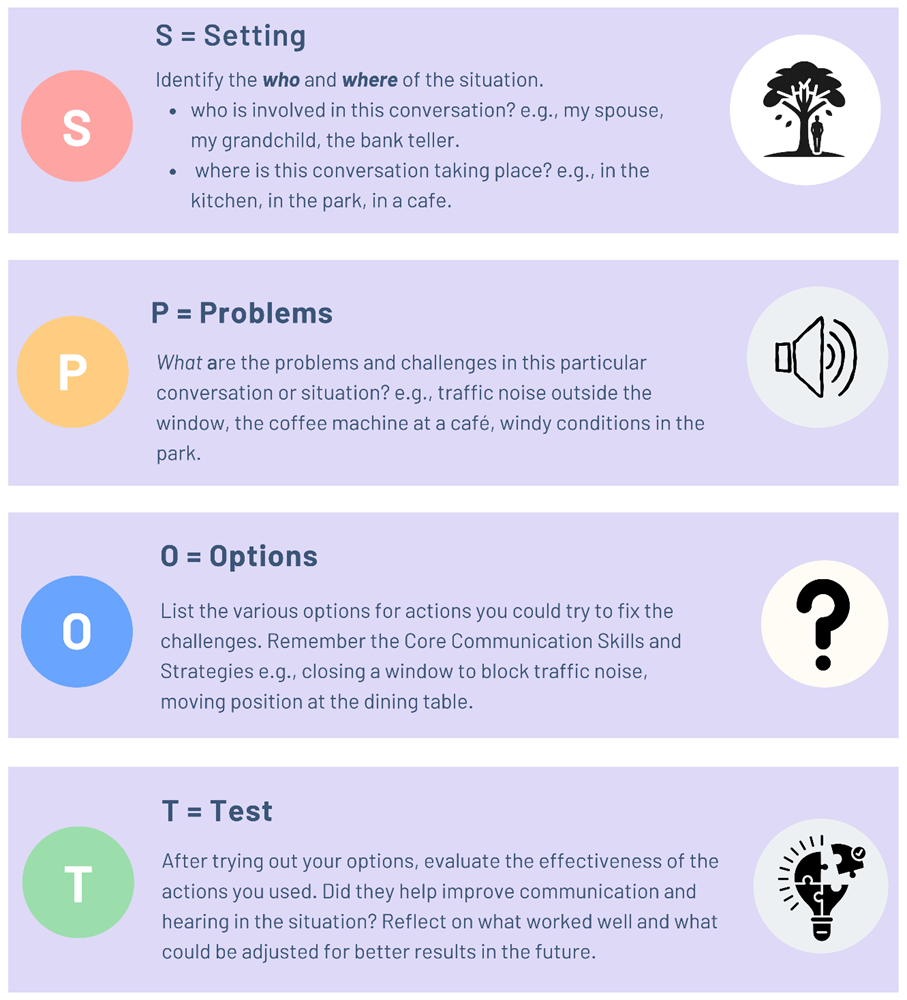 S = Setting
S
Identify the who and where of the situation.
• who is involved in this conversation? e.g., my spouse,
my grandchild, the bank teller.
• where is this conversation taking place? e.g., in the
kitchen, in the park, in a cafe.
P = Problems
P
What are the problems and challenges in this particular
conversation or situation? e.g., traffic noise outside the
window, the coffee machine at a café, windy conditions in the
park.
O = Options
O
List the various options for actions you could try to fix the
challenges. Remember the Core Communication Skills and
Strategies e.g., closing a window to block traffic noise,
moving position at the dining table.
T = Test
T
After trying out your options, evaluate the effectiveness of the
actions you used. Did they help improve communication and
hearing in the situation? Reflect on what worked well and what
could be adjusted for better results in the future.